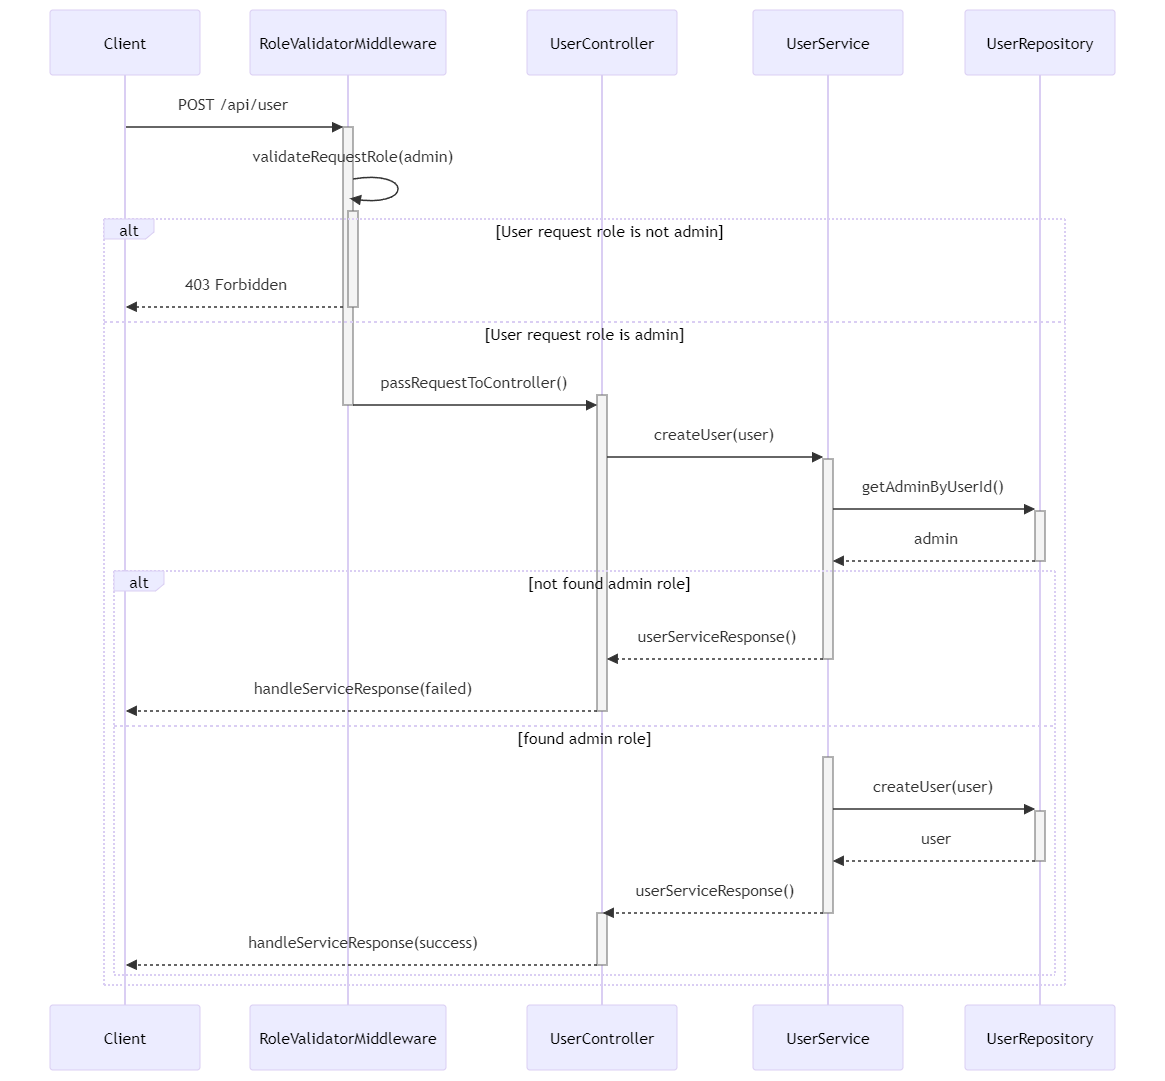 Client
RoleValidatorMiddleware
UserController
UserService
UserRepository
POST /api/user
validateRequestRole(admin)
alt
[User request role is not admin]
403 Forbidden
[User request role is admin]
passRequestToController()
createUser(user)
getAdminByUserId()
admin
alt
[not found admin role]
userServiceResponse()
handleServiceResponse(failed)
[found admin role]
createUser(user)
user
userServiceResponse()
handleServiceResponse(success)
Client
RoleValidatorMiddleware
UserController
UserService
UserRepository